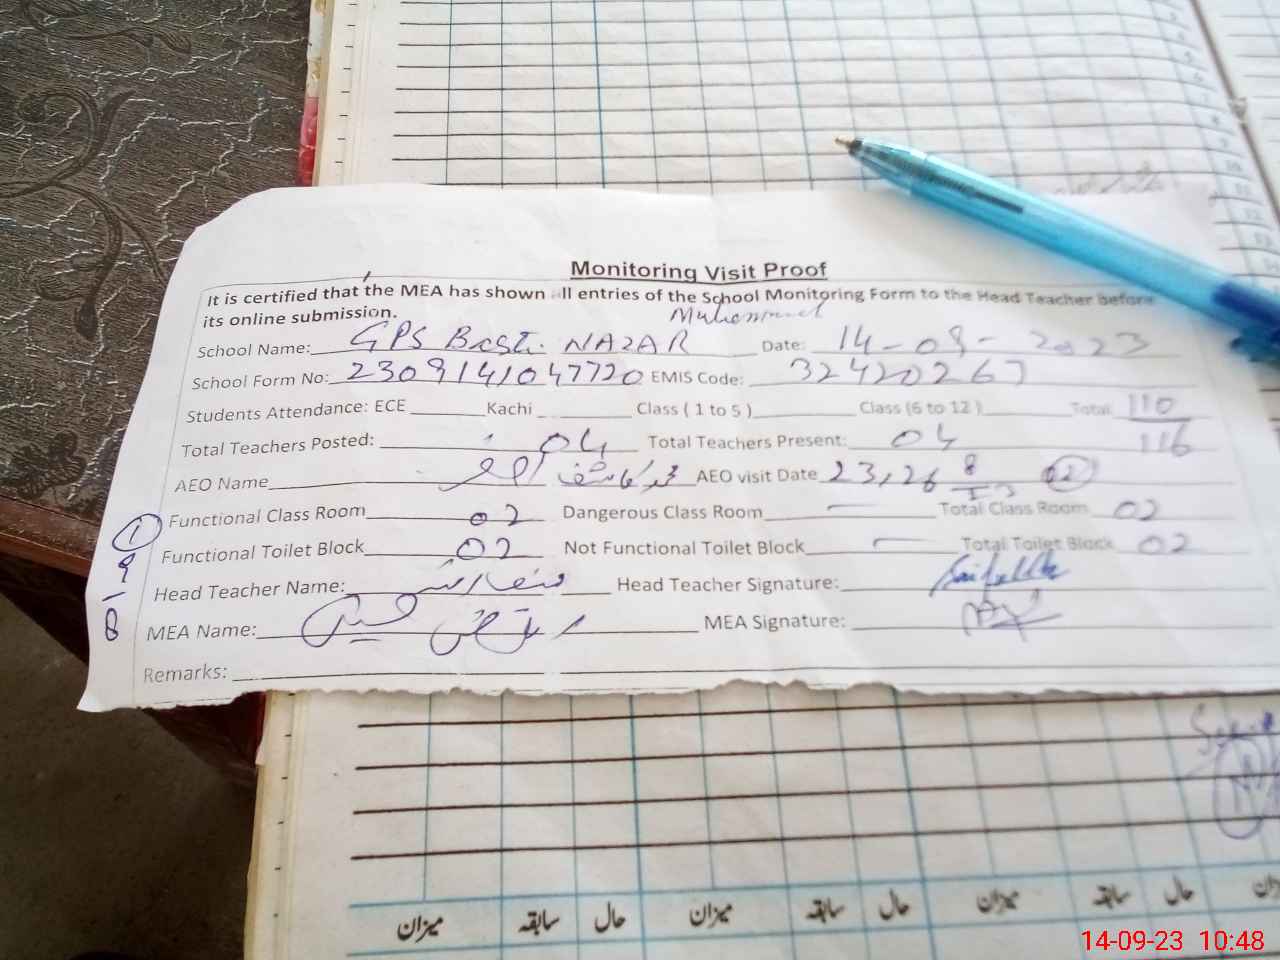 Monitoring Visit Proof
It is certified that the MEA has shown all entries of the School Monitoring Form to the Head Teacher before
its online submission.
Muhammad
School Name: GPS Basti NAZAR Date: 14-09-2023
School Form No: 2309141047720 EMIS Code: 32420267
Students Attendance: ECE Kachi Class ( 1 to 5 ) Class (6 to 12 ) Total 110
116
Total Teachers Posted: 04 Total Teachers Present: 04
AEO Name محمد کاشف AEO visit Date 23,26 8 02
Functional Class Room 02 Dangerous Class Room — Total Class Room 02
Functional Toilet Block 02 Not Functional Toilet Block — Total Toilet Block 02
Head Teacher Name: Head Teacher Signature:
MEA Name: MEA Signature:
Remarks:
میزان سابقہ حال میزان سابقہ حال میزان سابقہ حال
14-09-23 10:48